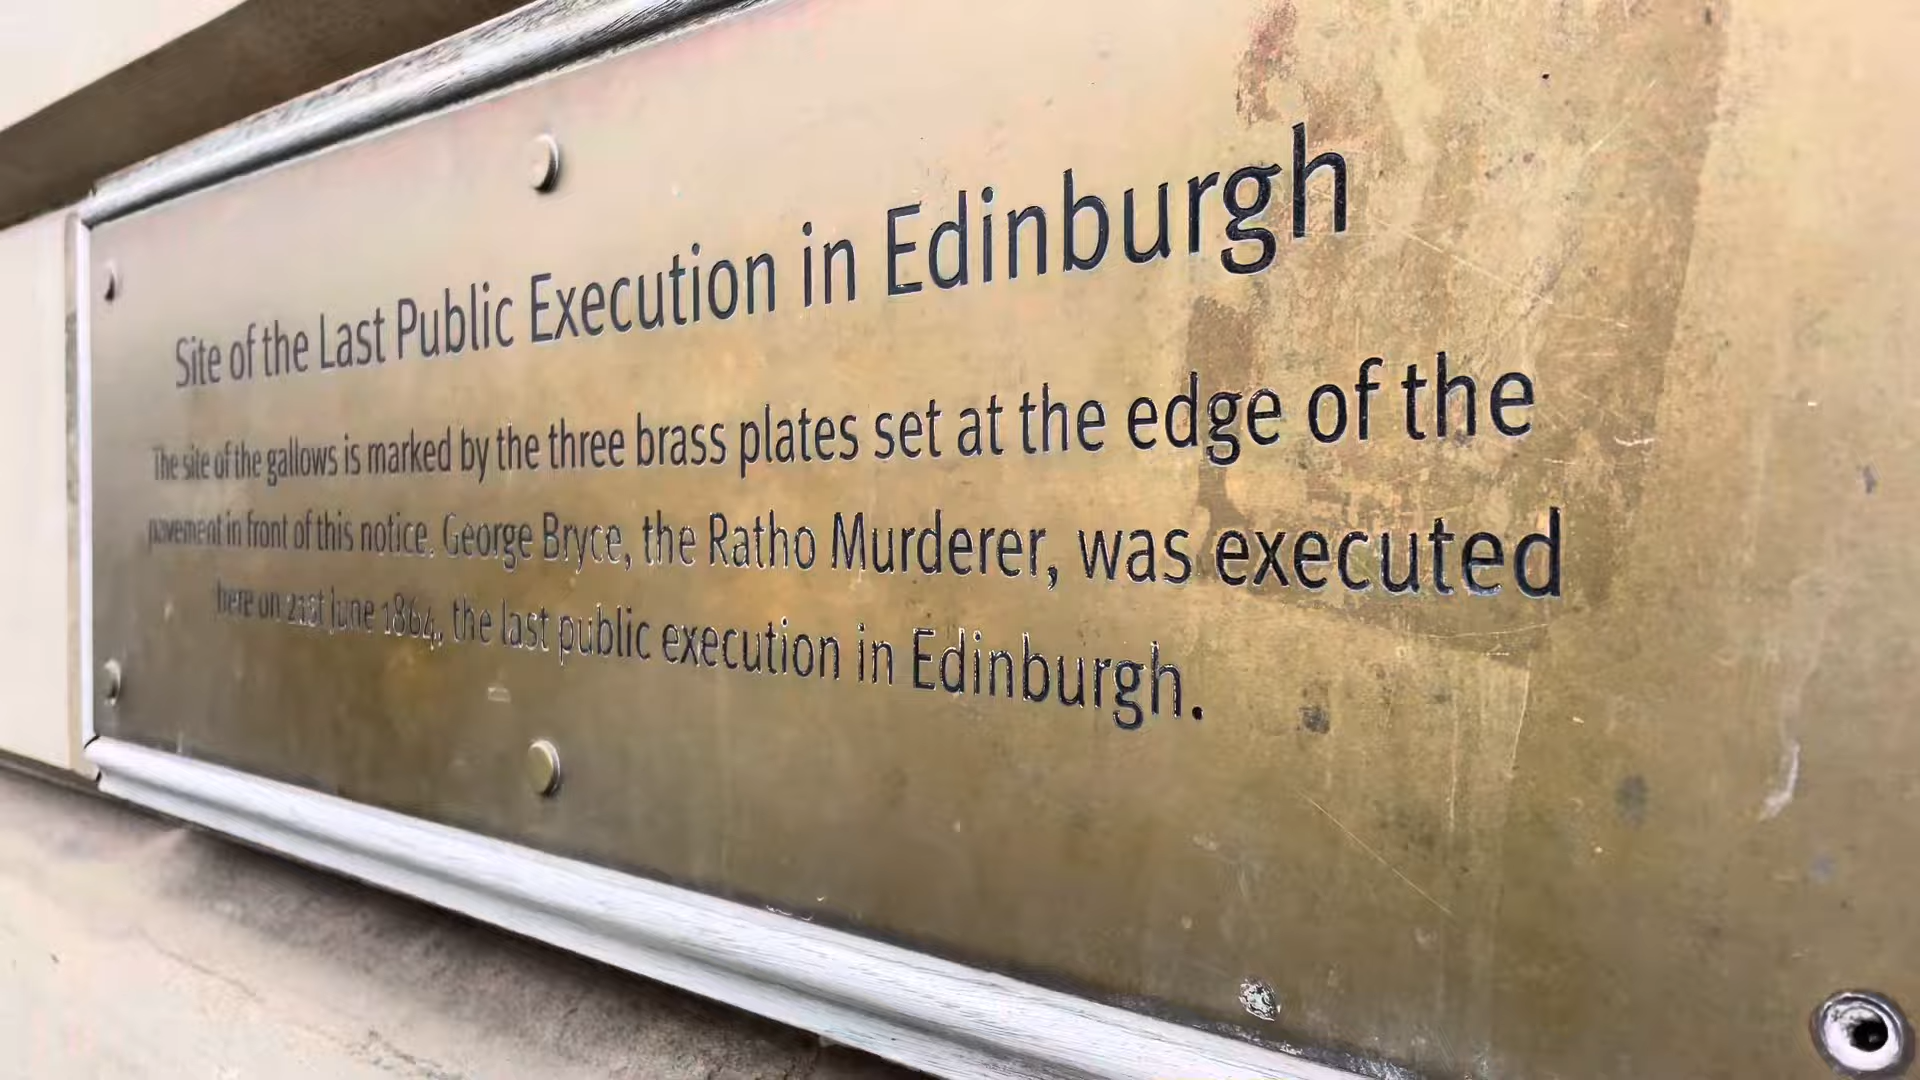 Site of the Last Public Execution in Edinburgh
The site of the gallows is marked by the three brass plates set at the edge of the
pavement in front of this notice. George Bryce, the Ratho Murderer, was executed
here on 21st June 1864, the last public execution in Edinburgh.